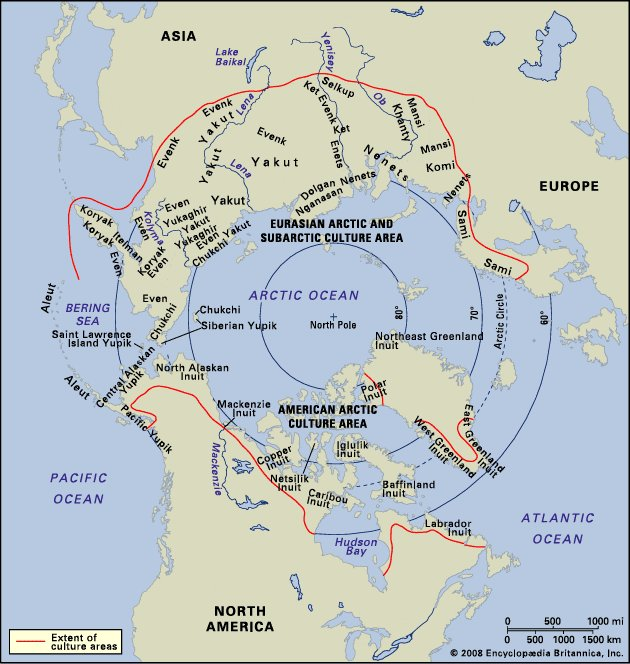 ASIA
Lake
Baikal
Yenisey
Ob
Lena
Evenk
Evenk
Yakut
Ket
Evenk
Selkup
Mansi
Khanty
Evenk
Yakut
Lena
Ket
Enets
Nenets
Mansi
Komi
Nenets
Yakut
Yakut
Dolgan
Nenets
Nganasan
EUROPE
Even
Yukaghir
Yakut
Yukaghir
Even
Yakut
Chukchi
Kolyma
Koryak
Koryak
Itelman
Even
Even
Koryak
Even
Even
EURASIAN ARCTIC AND
SUBARCTIC CULTURE AREA
Sami
Sami
Aleut
BERING
SEA
Chukchi
Chukchi
Siberian Yupik
ARCTIC OCEAN
North Pole
80°
70°
Arctic Circle
60°
Saint Lawrence
Island Yupik
Northeast Greenland
Inuit
Aleut
Central Alaskan
Yupik
North Alaskan
Inuit
Pacific Yupik
Mackenzie
Inuit
AMERICAN ARCTIC
CULTURE AREA
Polar
Inuit
West Greenland
Inuit
East Greenland
Inuit
Mackenzie
Copper
Inuit
Iglulik
Inuit
Netsilik
Inuit
Caribou
Inuit
Baffinland
Inuit
PACIFIC
OCEAN
Labrador
Inuit
Hudson
Bay
ATLANTIC
OCEAN
NORTH
AMERICA
Extent of
culture areas
0 500 1000 mi
0 500 1000 1500 km
© 2008 Encyclopædia Britannica, Inc.